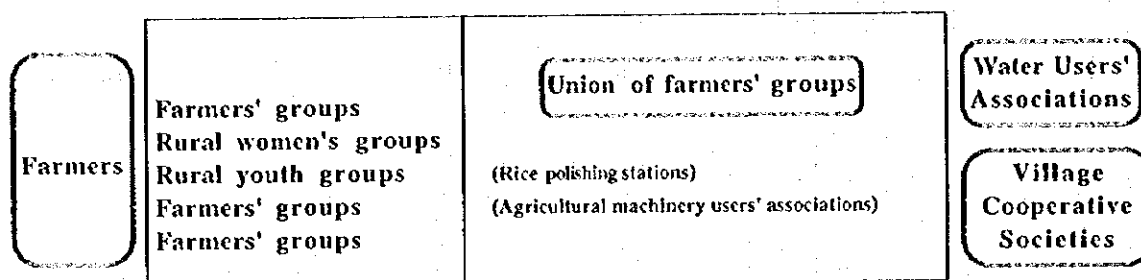 Farmers
Farmers' groups
Rural women's groups
Rural youth groups
Farmers' groups
Farmers' groups
Union of farmers' groups
(Rice polishing stations)
(Agricultural machinery users' associations)
Water Users'
Associations
Village
Cooperative
Societies